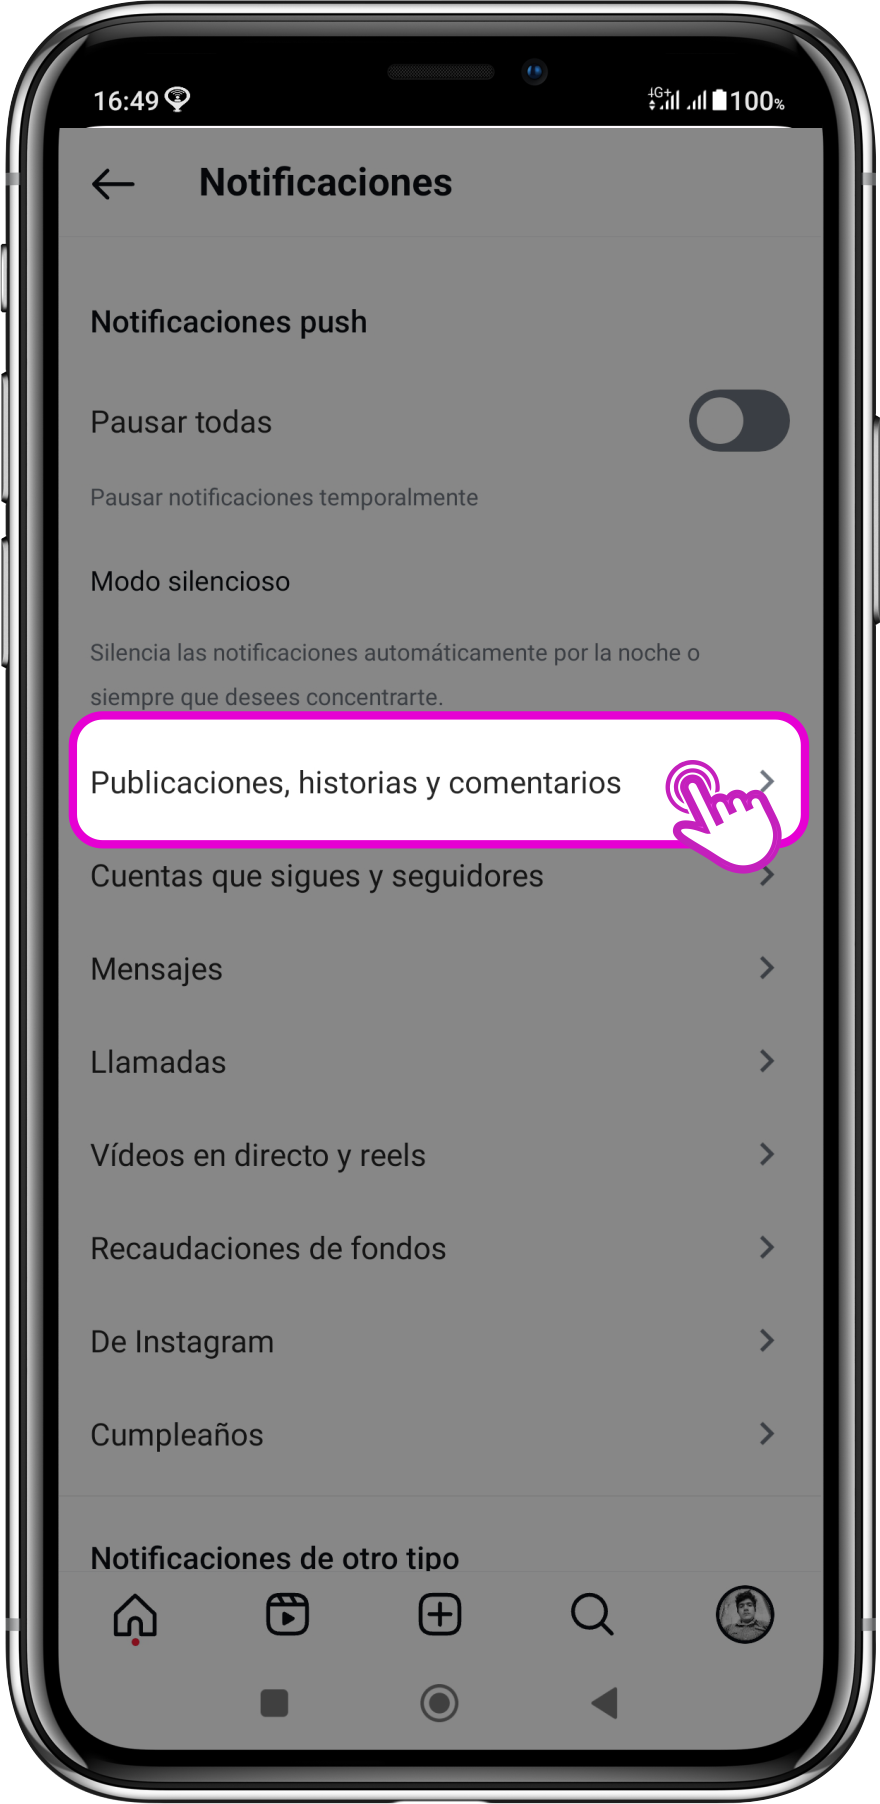 16:49 4G+ 100%
Notificaciones
Notificaciones push
Pausar todas
Pausar notificaciones temporalmente
Modo silencioso
Silencia las notificaciones automáticamente por la noche o
siempre que desees concentrarte.
Publicaciones, historias y comentarios
Cuentas que sigues y seguidores
Mensajes
Llamadas
Vídeos en directo y reels
Recaudaciones de fondos
De Instagram
Cumpleaños
Notificaciones de otro tipo